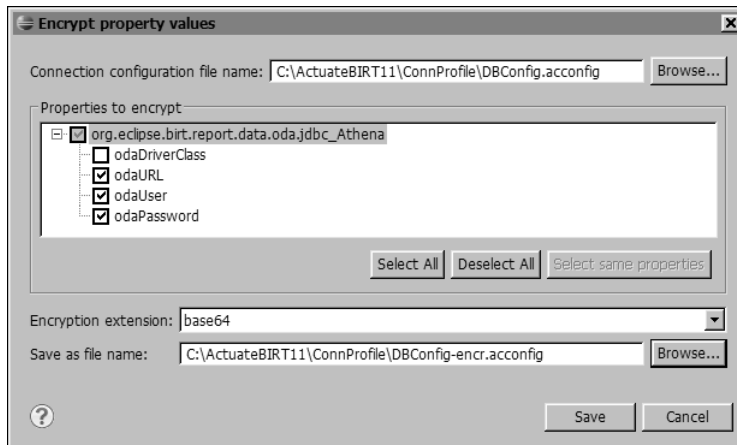 Encrypt property values
Connection configuration file name: C:\ActuateBIRT11\ConnProfile\DBConfig.acconfig Browse...
Properties to encrypt
org.eclipse.birt.report.data.oda.jdbc_Athena
odaDriverClass
odaURL
odaUser
odaPassword
Select All Deselect All Select same properties
Encryption extension: base64
Save as file name: C:\ActuateBIRT11\ConnProfile\DBConfig-encr.acconfig Browse...
? Save Cancel